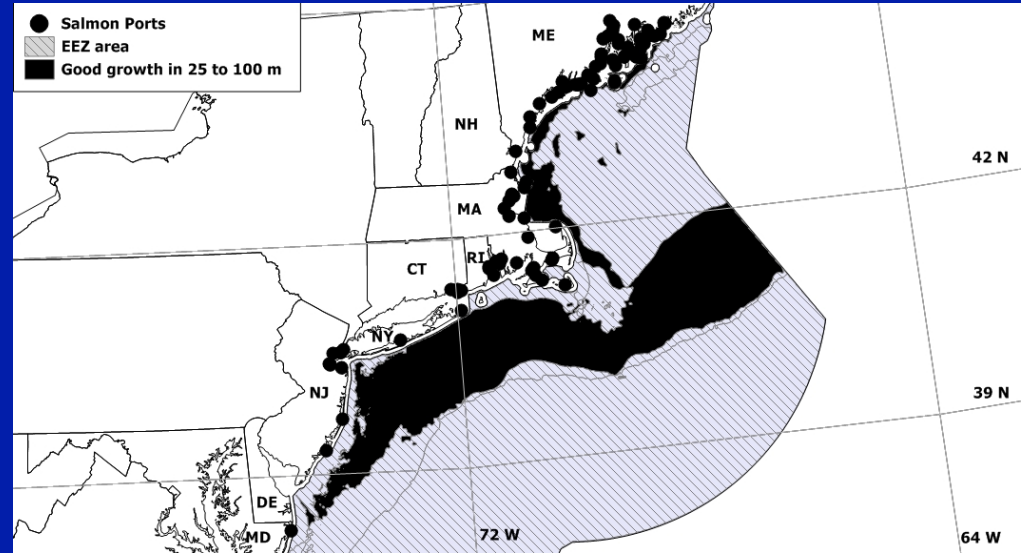 Salmon Ports
EEZ area
Good growth in 25 to 100 m
ME
NH
42 N
MA
RI
CT
NY
NJ
39 N
DE
MD
72 W
64 W